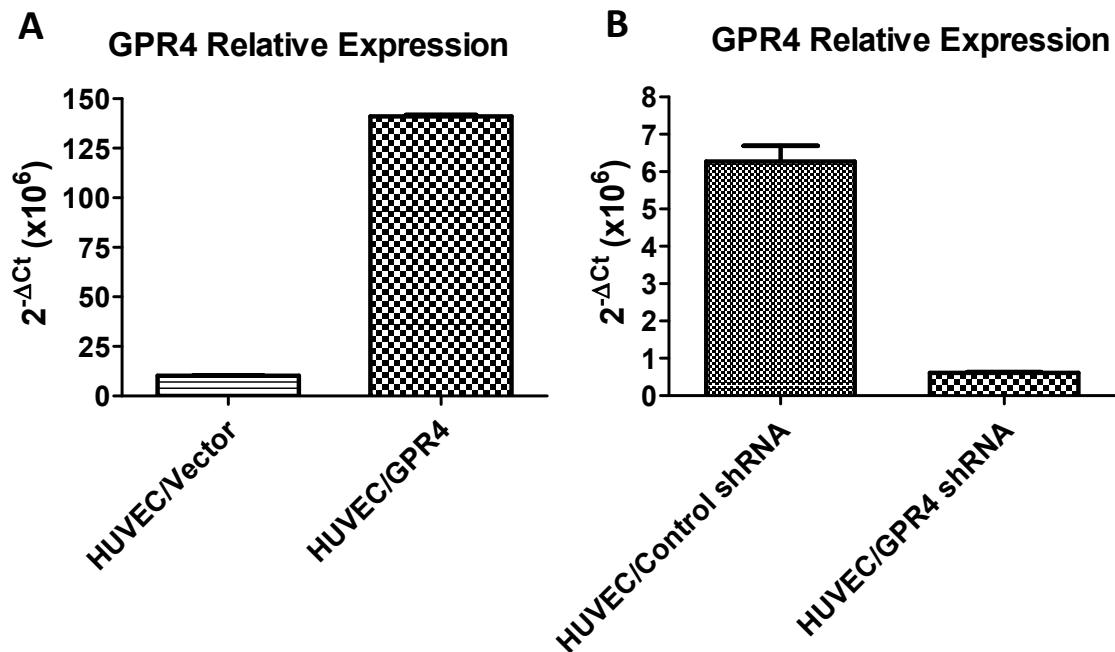 A
GPR4 Relative Expression
2^-ΔCt (x10^6)
150
125
100
75
50
25
0
HUVEC/Vector
HUVEC/GPR4
B
GPR4 Relative Expression
2^-ΔCt (x10^6)
8
7
6
5
4
3
2
1
0
HUVEC/Control shRNA
HUVEC/GPR4 shRNA